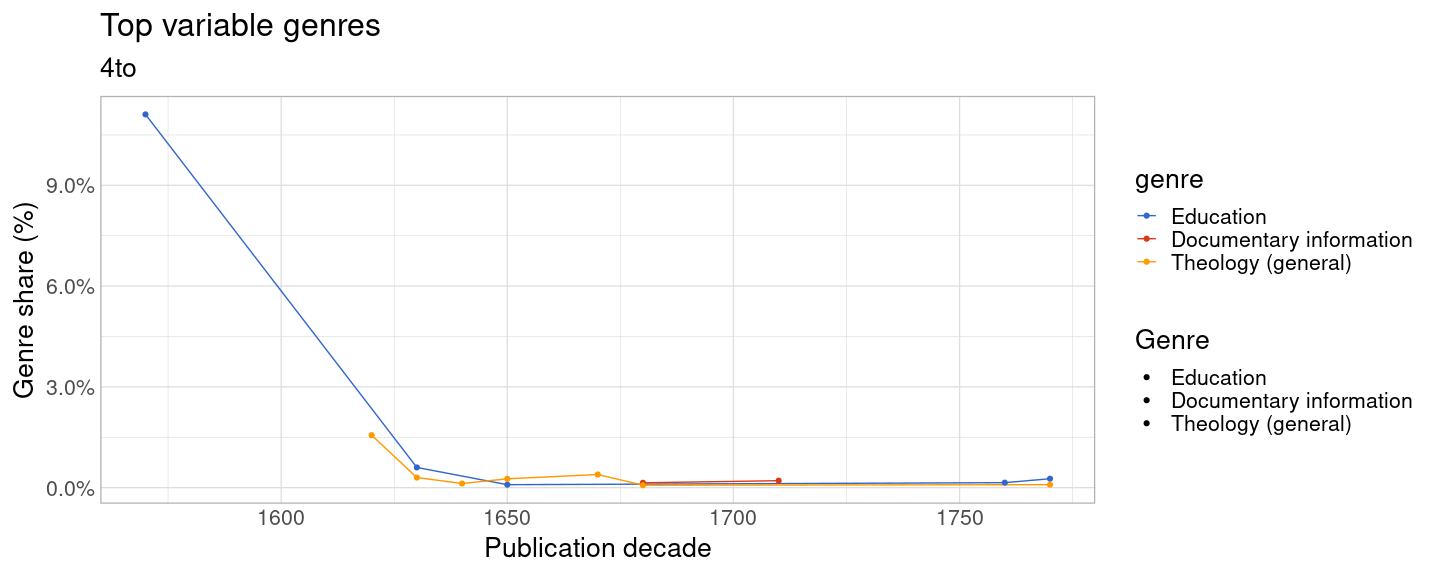 Top variable genres
4to
Genre share (%)
9.0%
6.0%
3.0%
0.0%
1600
1650
1700
1750
Publication decade
genre
Education
Documentary information
Theology (general)
Genre
Education
Documentary information
Theology (general)